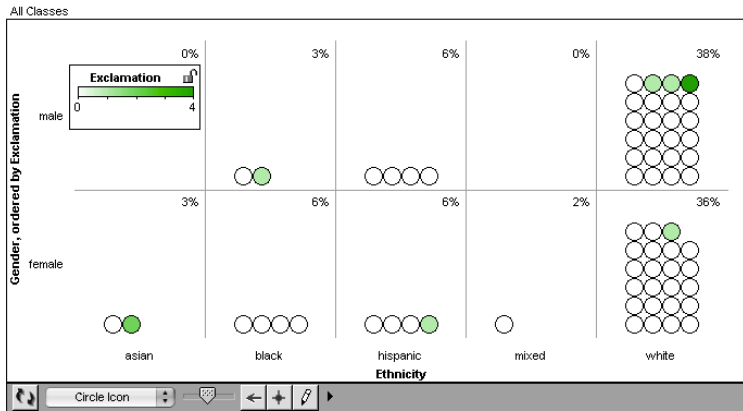 All Classes
0%
3%
6%
0%
38%
Exclamation
0
4
male
3%
6%
6%
2%
36%
female
Gender, ordered by Exclamation
asian
black
hispanic
mixed
white
Ethnicity
Circle Icon